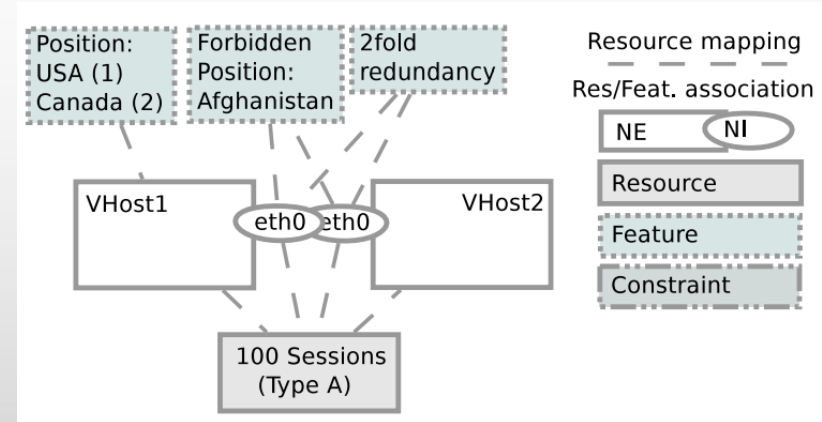 Position:
USA (1)
Canada (2)
Forbidden
Position:
Afghanistan
2fold
redundancy
VHost1
eth0
eth0
VHost2
100 Sessions
(Type A)
Resource mapping
Res/Feat. association
NE
NI
Resource
Feature
Constraint